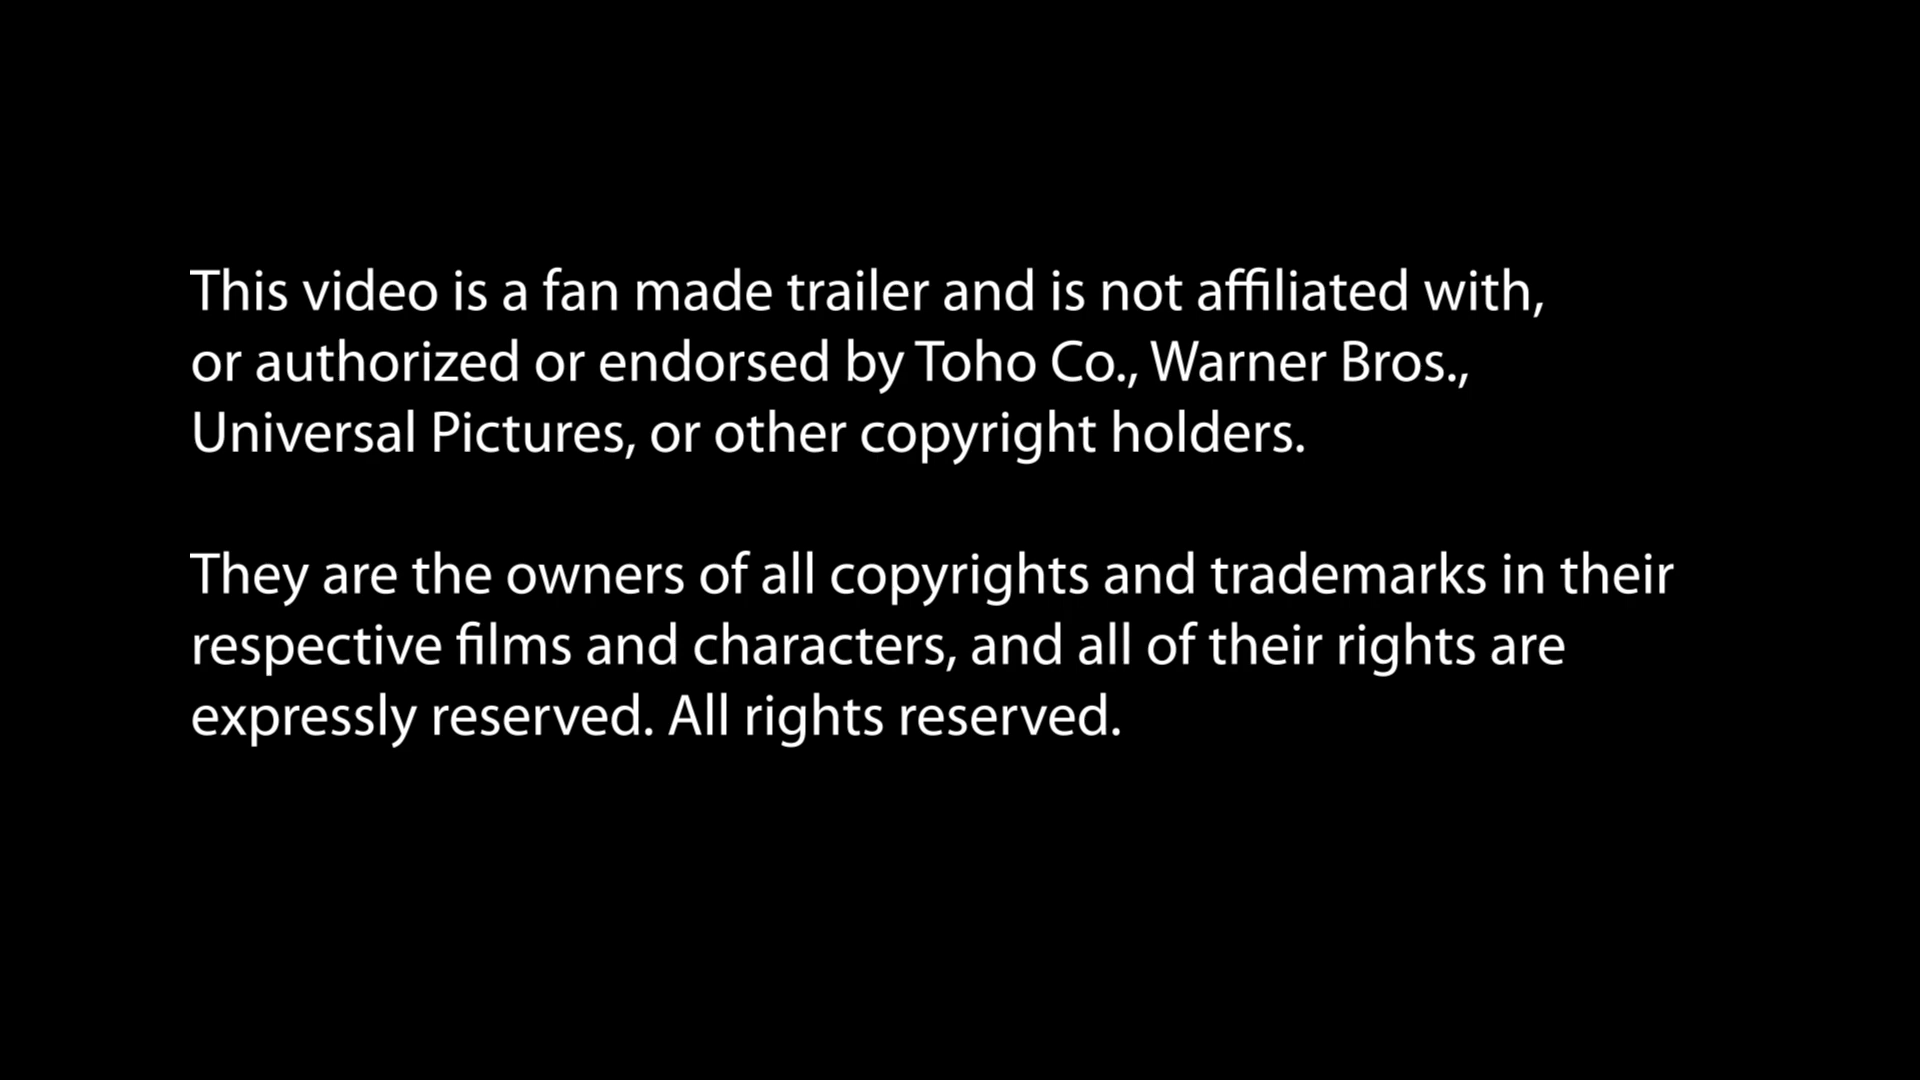 This video is a fan made trailer and is not affiliated with,
or authorized or endorsed by Toho Co., Warner Bros.,
Universal Pictures, or other copyright holders.
They are the owners of all copyrights and trademarks in their
respective films and characters, and all of their rights are
expressly reserved. All rights reserved.